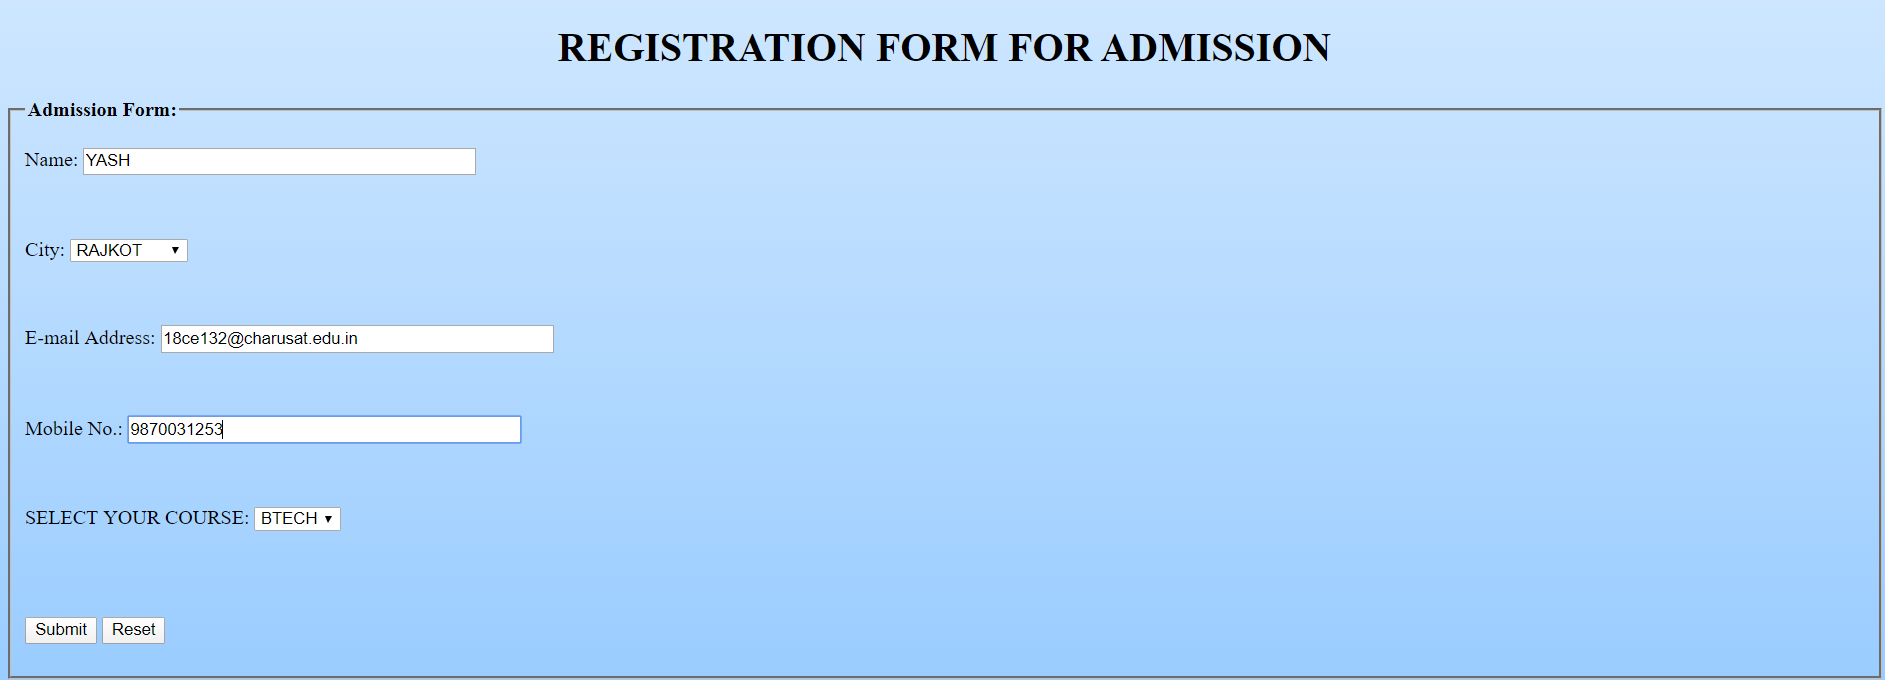 REGISTRATION FORM FOR ADMISSION
Admission Form:
Name: YASH
City: RAJKOT
E-mail Address: 18ce132@charusat.edu.in
Mobile No.: 9870031253
SELECT YOUR COURSE: BTECH
Submit Reset